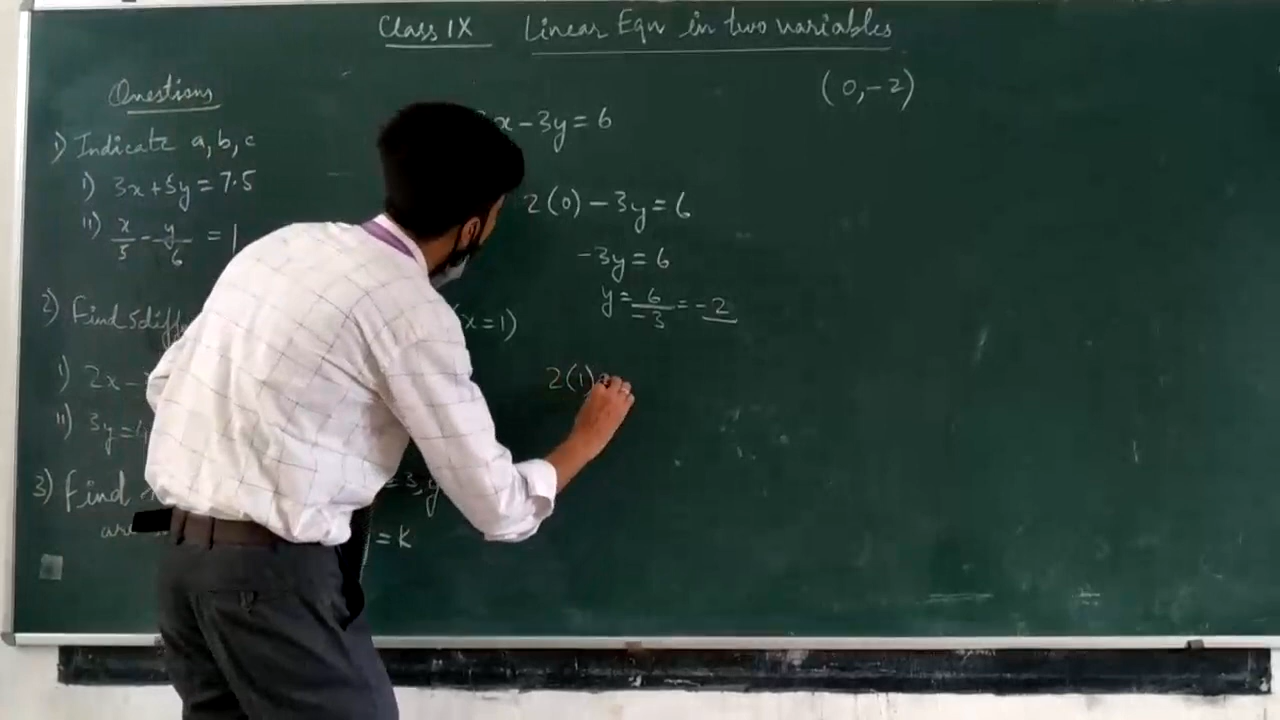 Class IX Linear Eqn in two variables
Questions
1) Indicate a, b, c
i) 3x + 5y = 7.5
ii) x/5 - y/6 = 1
2) Find 5 diff
i) 2x -
ii) 3y =
3) Find
are
= 3, y
= K
x - 3y = 6
2(0) - 3y = 6
-3y = 6
y = 6/-3 = -2
x = 1)
2(1)
(0, -2)